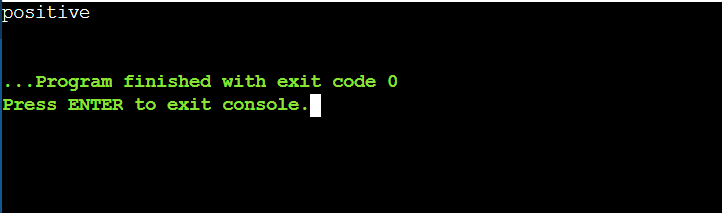 positive
...Program finished with exit code 0
Press ENTER to exit console.